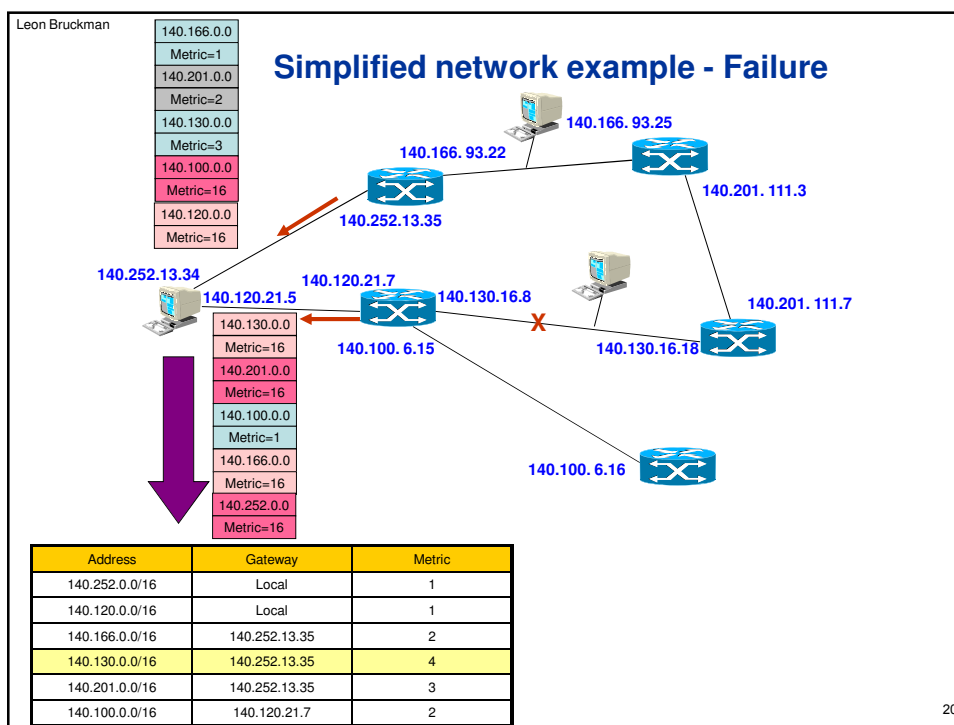 Leon Bruckman
140.166.0.0
Metric=1
140.201.0.0
Metric=2
140.130.0.0
Metric=3
140.100.0.0
Metric=16
140.120.0.0
Metric=16
Simplified network example - Failure
140.166. 93.25
140.166. 93.22
140.201. 111.3
140.252.13.35
140.252.13.34
140.120.21.7
140.120.21.5
140.130.16.8
140.201. 111.7
X
140.130.16.18
140.100. 6.15
140.130.0.0
Metric=16
140.201.0.0
Metric=16
140.100.0.0
Metric=1
140.166.0.0
Metric=16
140.252.0.0
Metric=16
140.100. 6.16
Address Gateway Metric
140.252.0.0/16 Local 1
140.120.0.0/16 Local 1
140.166.0.0/16 140.252.13.35 2
140.130.0.0/16 140.252.13.35 4
140.201.0.0/16 140.252.13.35 3
140.100.0.0/16 140.120.21.7 2
20